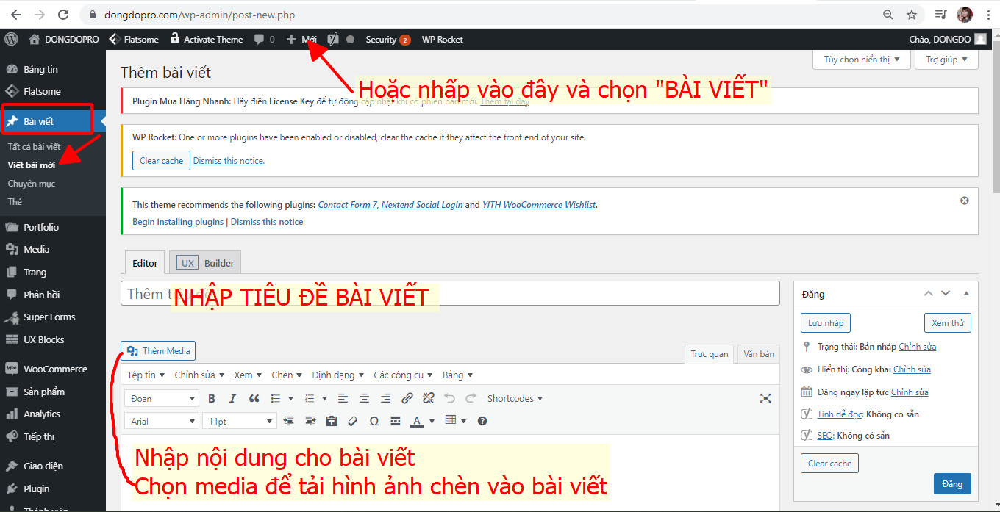 dongdopro.com/wp-admin/post-new.php
DONGDOPRO Flatsome Activate Theme 0 Mới Security 2 WP Rocket Chào, DONGDO
Tùy chọn hiển thị Trợ giúp
Bảng tin
Flatsome
Bài viết
Tất cả bài viết
Viết bài mới
Chuyên mục
Thẻ
Portfolio
Media
Trang
Phản hồi
Super Forms
UX Blocks
WooCommerce
Sản phẩm
Analytics
Tiếp thị
Giao diện
Plugin
Thành viên
Thêm bài viết
Hoặc nhấp vào đây và chọn "BÀI VIẾT"
Plugin Mua Hàng Nhanh: Hãy điền License Key để tự động cập nhật khi có phiên bản mới. Thêm tại đây
WP Rocket: One or more plugins have been enabled or disabled, clear the cache if they affect the front end of your site.
Clear cache Dismiss this notice.
This theme recommends the following plugins: Contact Form 7, Nextend Social Login and YITH WooCommerce Wishlist.
Begin installing plugins | Dismiss this notice
Editor UX Builder
Thêm
NHẬP TIÊU ĐỀ BÀI VIẾT
Thêm Media
Trực quan Văn bản
Tệp tin Chỉnh sửa Xem Chèn Định dạng Các công cụ Bảng
Đoạn B I Shortcodes
Arial 11pt Ω A
Nhập nội dung cho bài viết
Chọn media để tải hình ảnh chèn vào bài viết
Đăng
Lưu nháp Xem thử
Trạng thái: Bản nháp Chỉnh sửa
Hiển thị: Công khai Chỉnh sửa
Đăng ngay lập tức Chỉnh sửa
Tính dễ đọc: Không có sẵn
SEO: Không có sẵn
Clear cache
Đăng